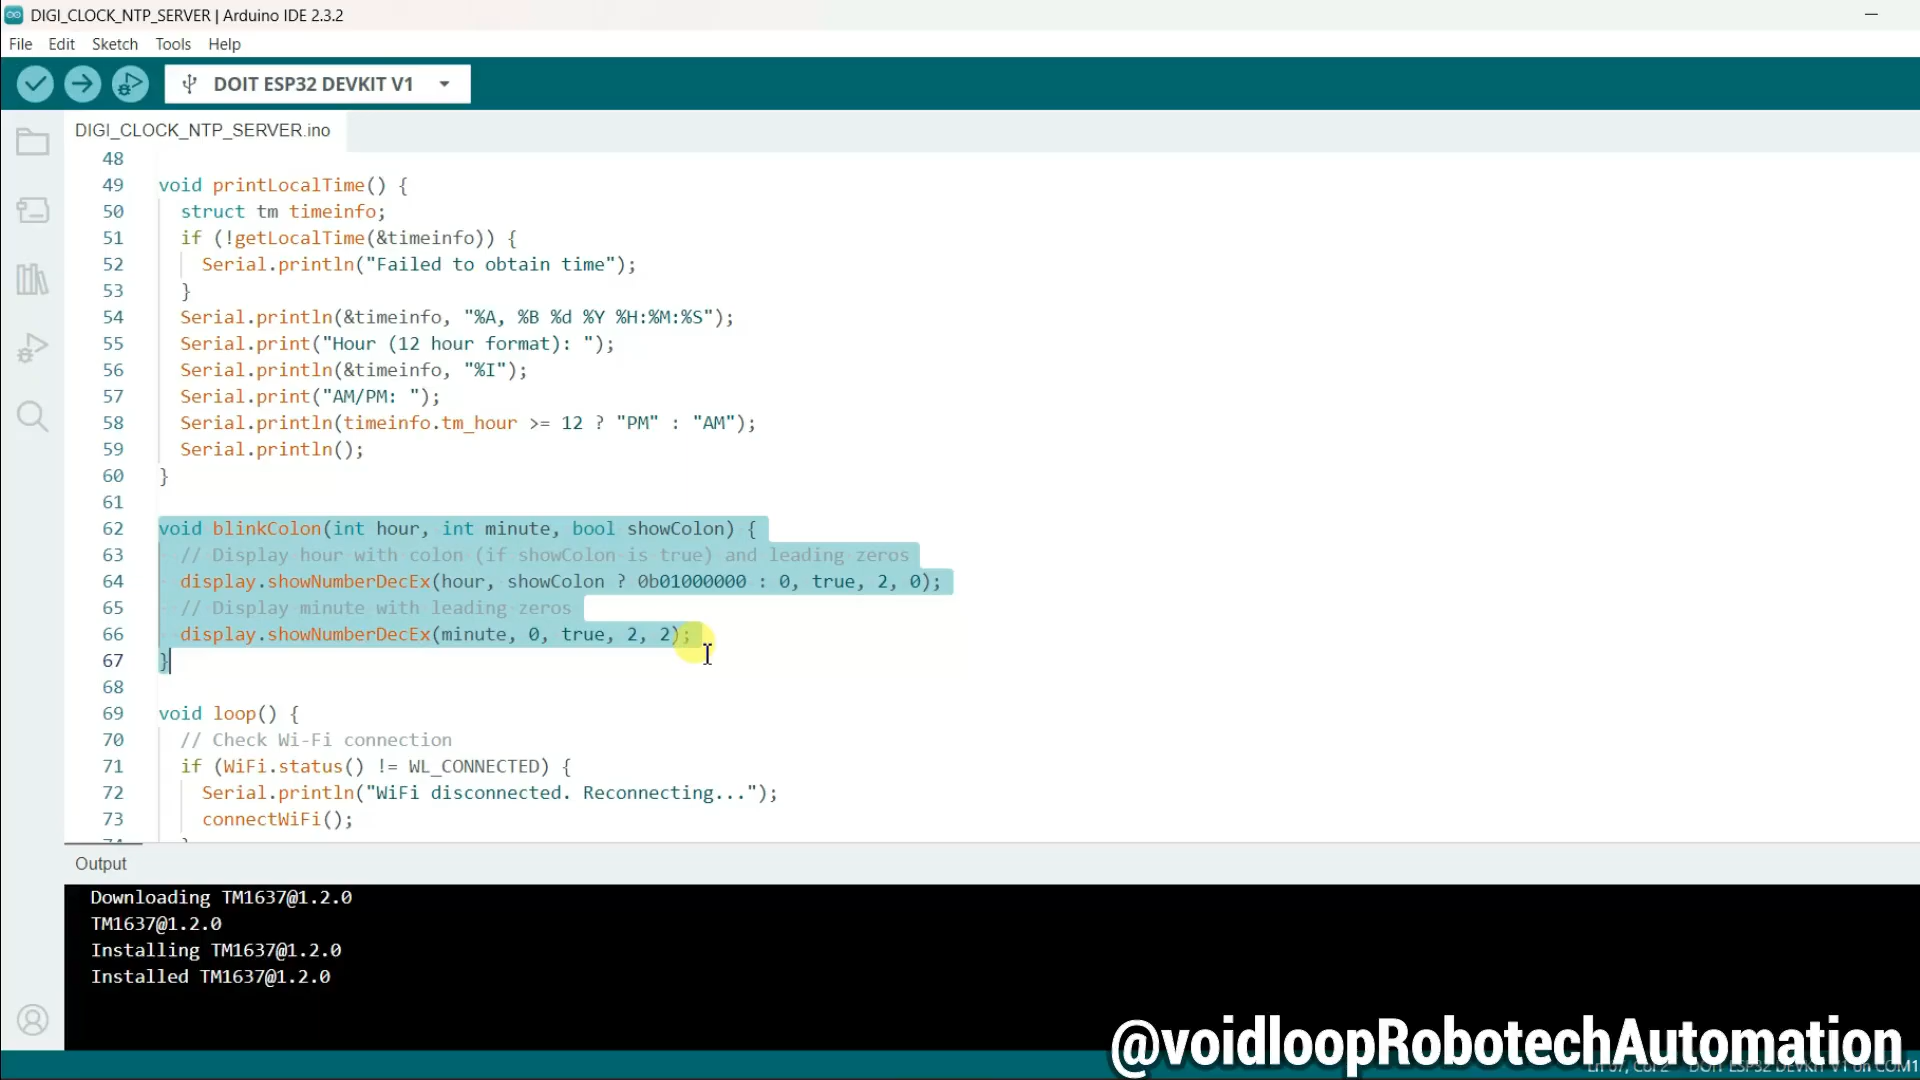 DIGI_CLOCK_NTP_SERVER | Arduino IDE 2.3.2
File Edit Sketch Tools Help
DOIT ESP32 DEVKIT V1
DIGI_CLOCK_NTP_SERVER.ino
48
49 void printLocalTime() {
50 struct tm timeinfo;
51 if (!getLocalTime(&timeinfo)) {
52 Serial.println("Failed to obtain time");
53 }
54 Serial.println(&timeinfo, "%A, %B %d %Y %H:%M:%S");
55 Serial.print("Hour (12 hour format): ");
56 Serial.println(&timeinfo, "%I");
57 Serial.print("AM/PM: ");
58 Serial.println(timeinfo.tm_hour >= 12 ? "PM" : "AM");
59 Serial.println();
60 }
61
62 void blinkColon(int hour, int minute, bool showColon) {
63 // Display hour with colon (if showColon is true) and leading zeros
64 display.showNumberDecEx(hour, showColon ? 0b01000000 : 0, true, 2, 0);
65 // Display minute with leading zeros
66 display.showNumberDecEx(minute, 0, true, 2, 2);
67 }
68
69 void loop() {
70 // Check Wi-Fi connection
71 if (WiFi.status() != WL_CONNECTED) {
72 Serial.println("WiFi disconnected. Reconnecting...");
73 connectWiFi();
Output
Downloading TM1637@1.2.0
TM1637@1.2.0
Installing TM1637@1.2.0
Installed TM1637@1.2.0
@voidloopRobotechAutomation